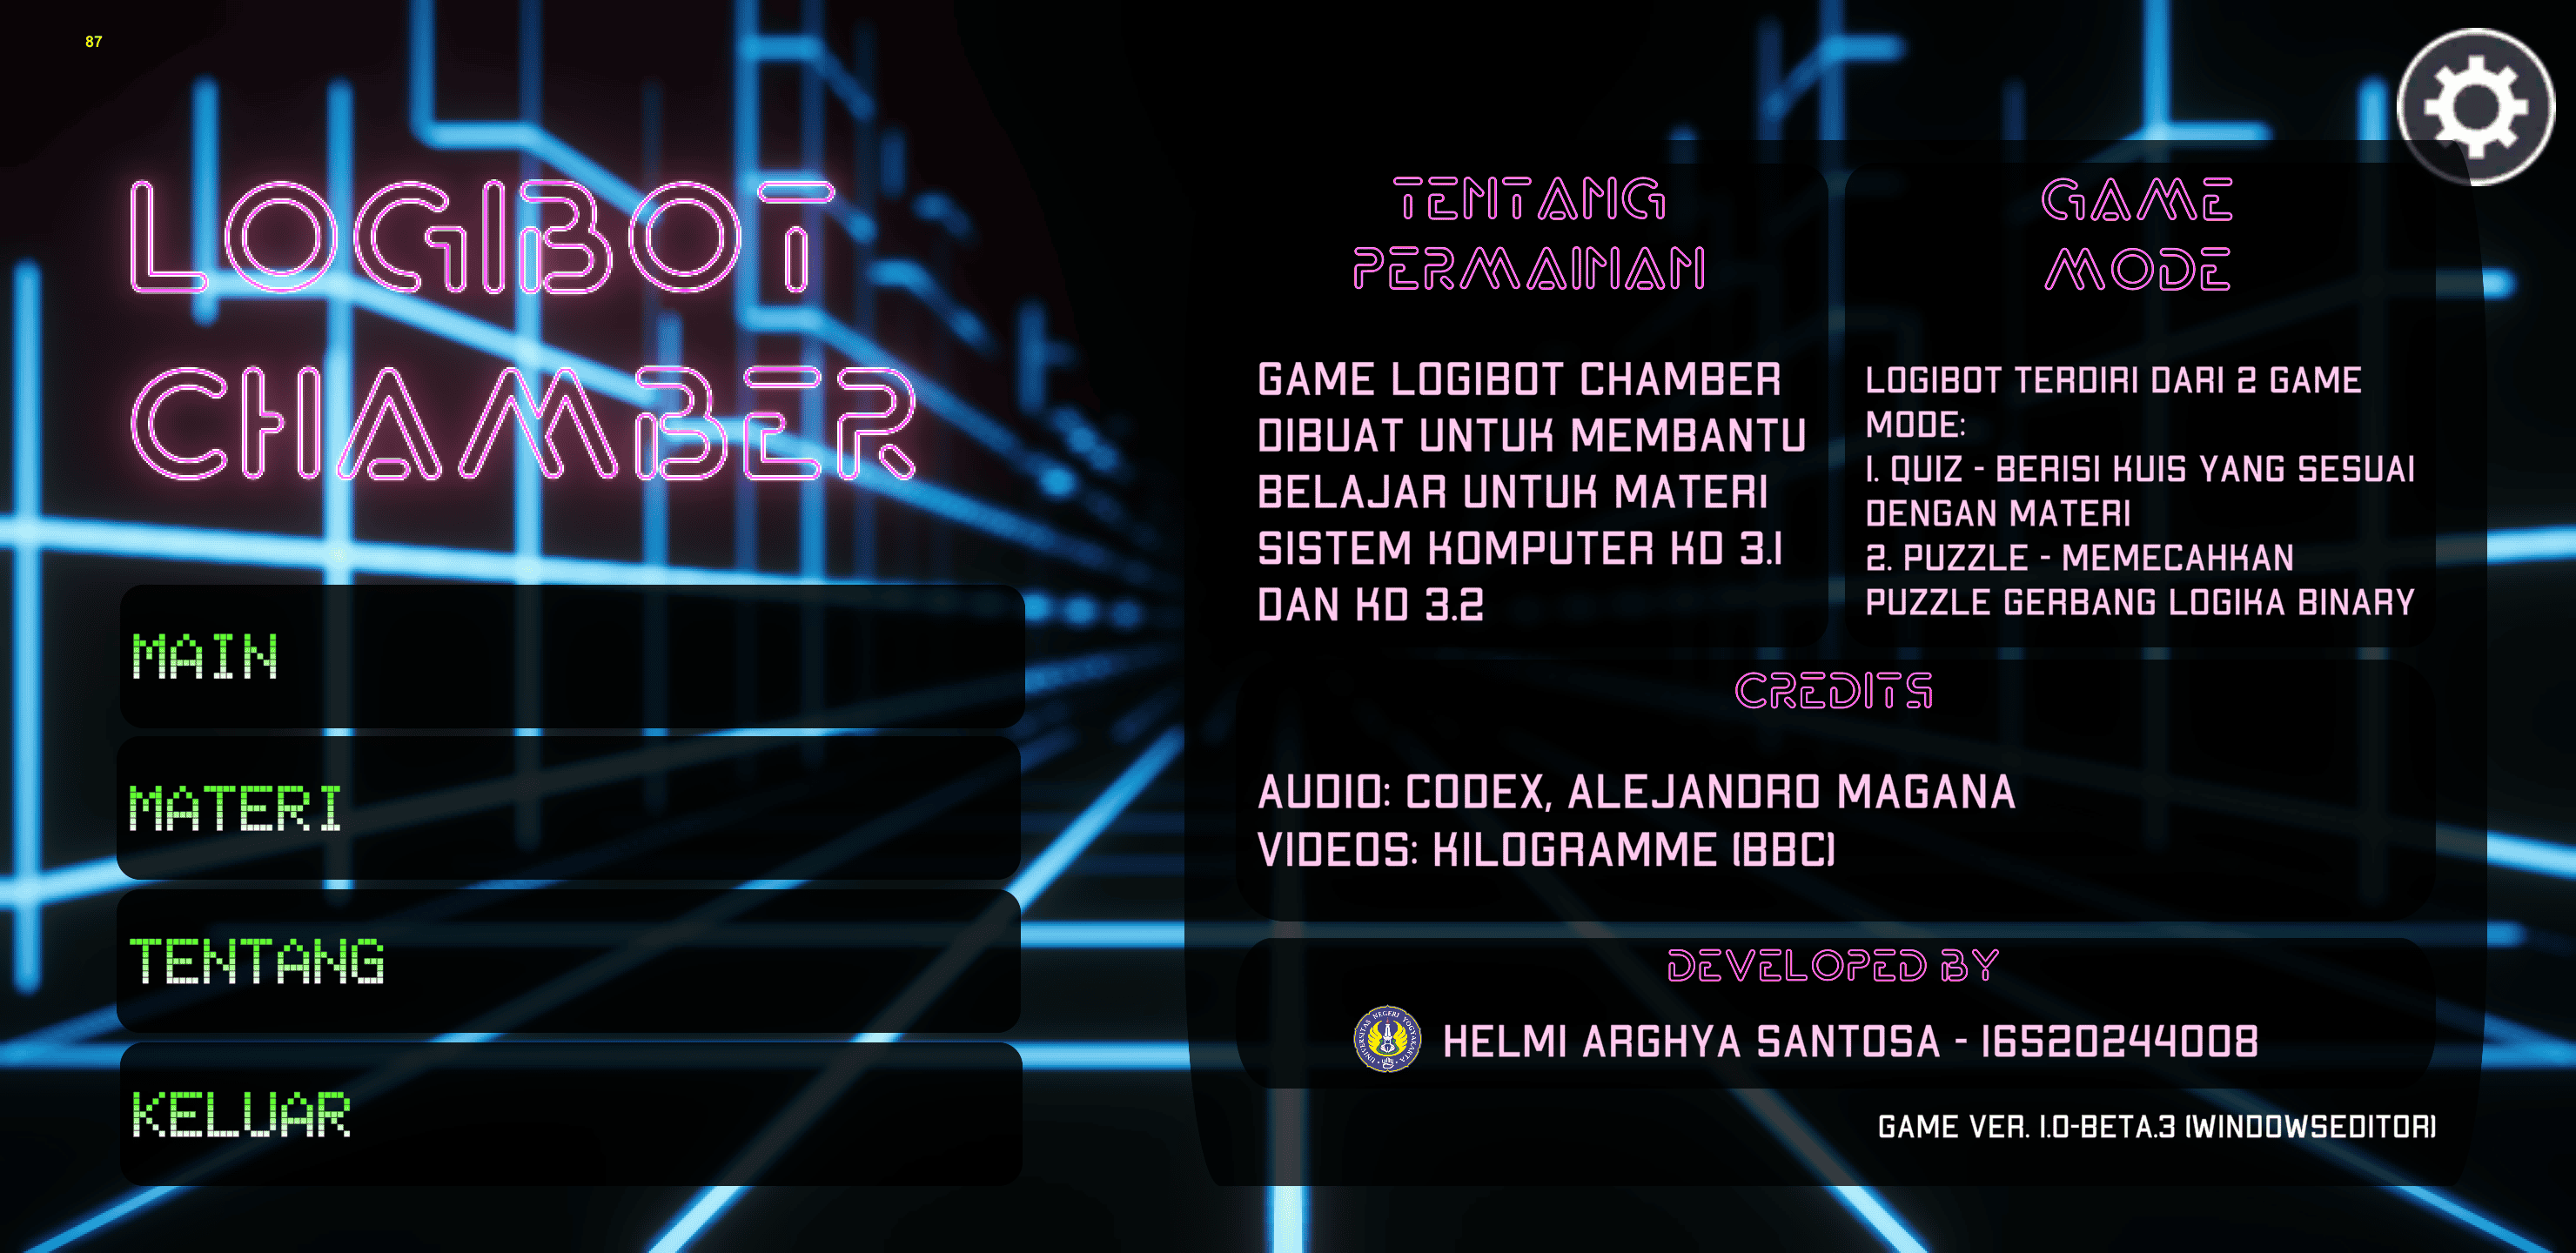 87
LOGIBOT
CHAMBER
MAIN
MATERI
TENTANG
KELUAR
TENTANG
PERMAINAN
GAME LOGIBOT CHAMBER
DIBUAT UNTUK MEMBANTU
BELAJAR UNTUK MATERI
SISTEM KOMPUTER KD 3.1
DAN KD 3.2
GAME
MODE
LOGIBOT TERDIRI DARI 2 GAME
MODE:
1. QUIZ - BERISI KUIS YANG SESUAI
DENGAN MATERI
2. PUZZLE - MEMECAHKAN
PUZZLE GERBANG LOGIKA BINARY
CREDITS
AUDIO: CODEX, ALEJANDRO MAGANA
VIDEOS: KILOGRAMME (BBC)
DEVELOPED BY
UNIVERSITAS NEGERI YOGYAKARTA
HELMI ARGHYA SANTOSA - 16520244008
GAME VER. 1.0-BETA.3 (WINDOWSEDITOR)